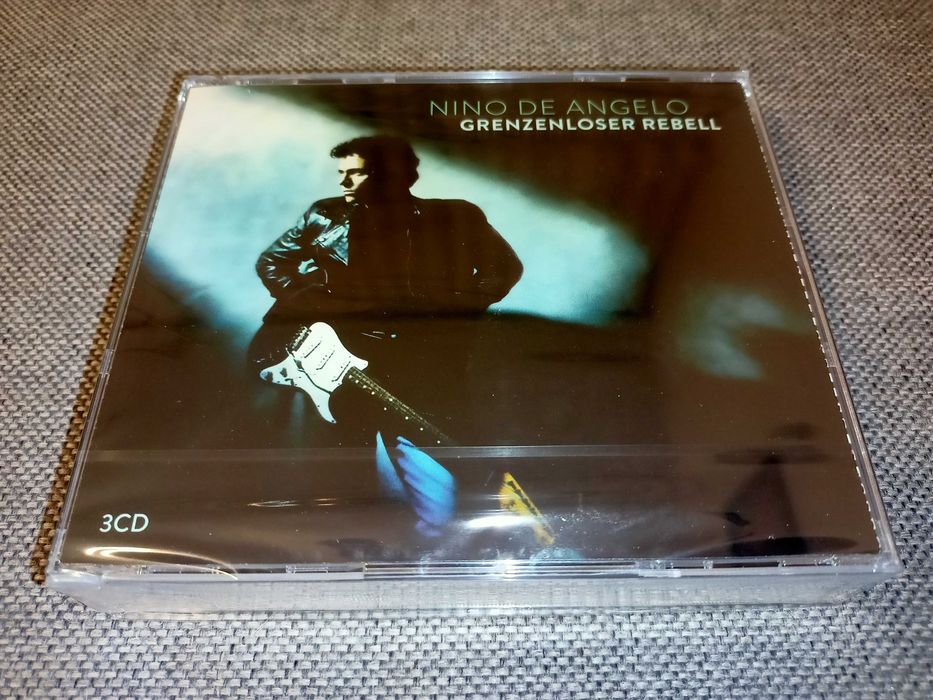 NINO DE ANGELO
GRENZENLOSER REBELL
3CD